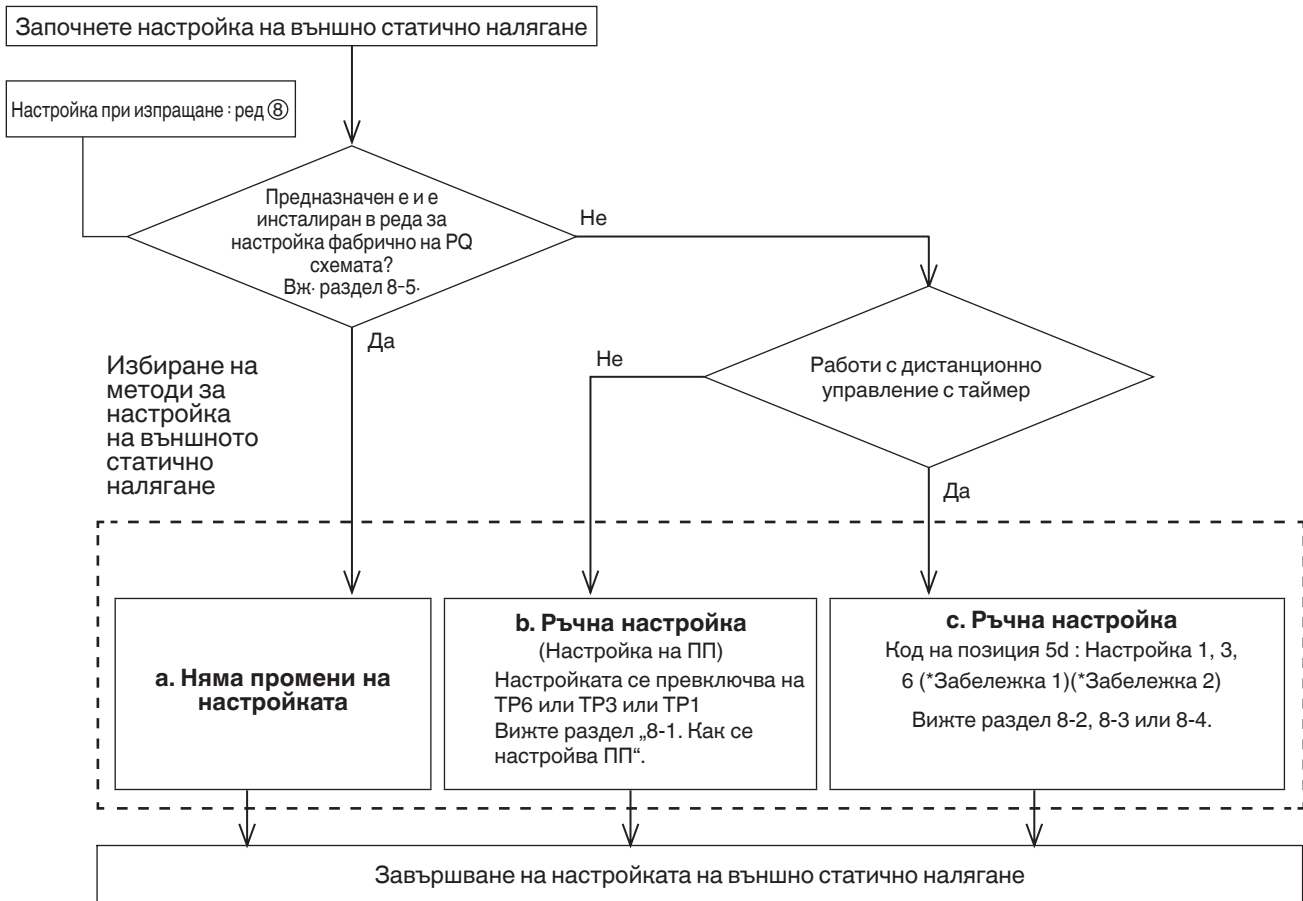 Започнете настройка на външно статично налягане
Настройка при изпращане : ред ⑧
Предназначен е и е
инсталиран в реда за
настройка фабрично на PQ
схемата?
Вж· раздел 8-5·
Не
Да
Избиране на
методи за
настройка
на външното
статично
налягане
Не
Работи с дистанционно
управление с таймер
Да
a. Няма промени на
настройката
b. Ръчна настройка
(Настройка на ПП)
Настройката се превключва на
TP6 или TP3 или TP1
Вижте раздел „8-1. Как се
настройва ПП“.
c. Ръчна настройка
Код на позиция 5d : Настройка 1, 3,
6 (*Забележка 1)(*Забележка 2)
Вижте раздел 8-2, 8-3 или 8-4.
Завършване на настройката на външно статично налягане